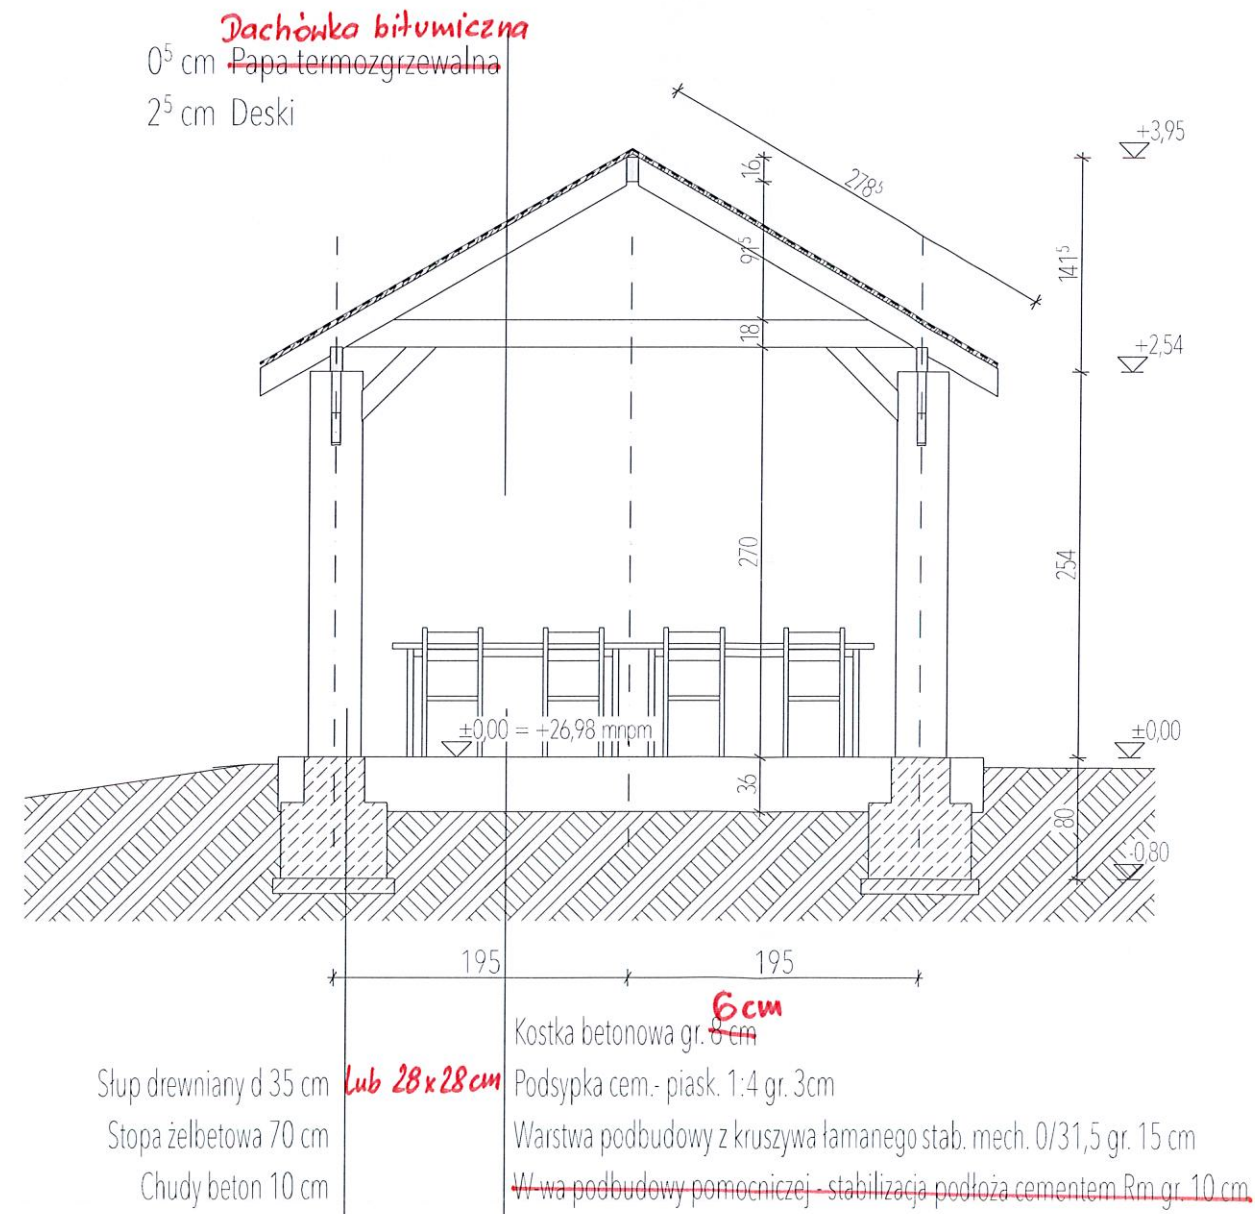 Dachówka bitumiczna
0⁵ cm Papa termozgrzewalna
2⁵ cm Deski
+3,95
16
278⁵
91⁵
141⁵
18
+2,54
270
254
±0,00 = +26,98 mnpm
±0,00
36
80
-0,80
195
195
6cm
Kostka betonowa gr. 8 cm
Słup drewniany d 35 cm lub 28x28cm Podsypka cem.- piask. 1:4 gr. 3cm
Stopa żelbetowa 70 cm Warstwa podbudowy z kruszywa łamanego stab. mech. 0/31,5 gr. 15 cm
Chudy beton 10 cm W-wa podbudowy pomocniczej - stabilizacja podłoża cementem Rm gr. 10 cm